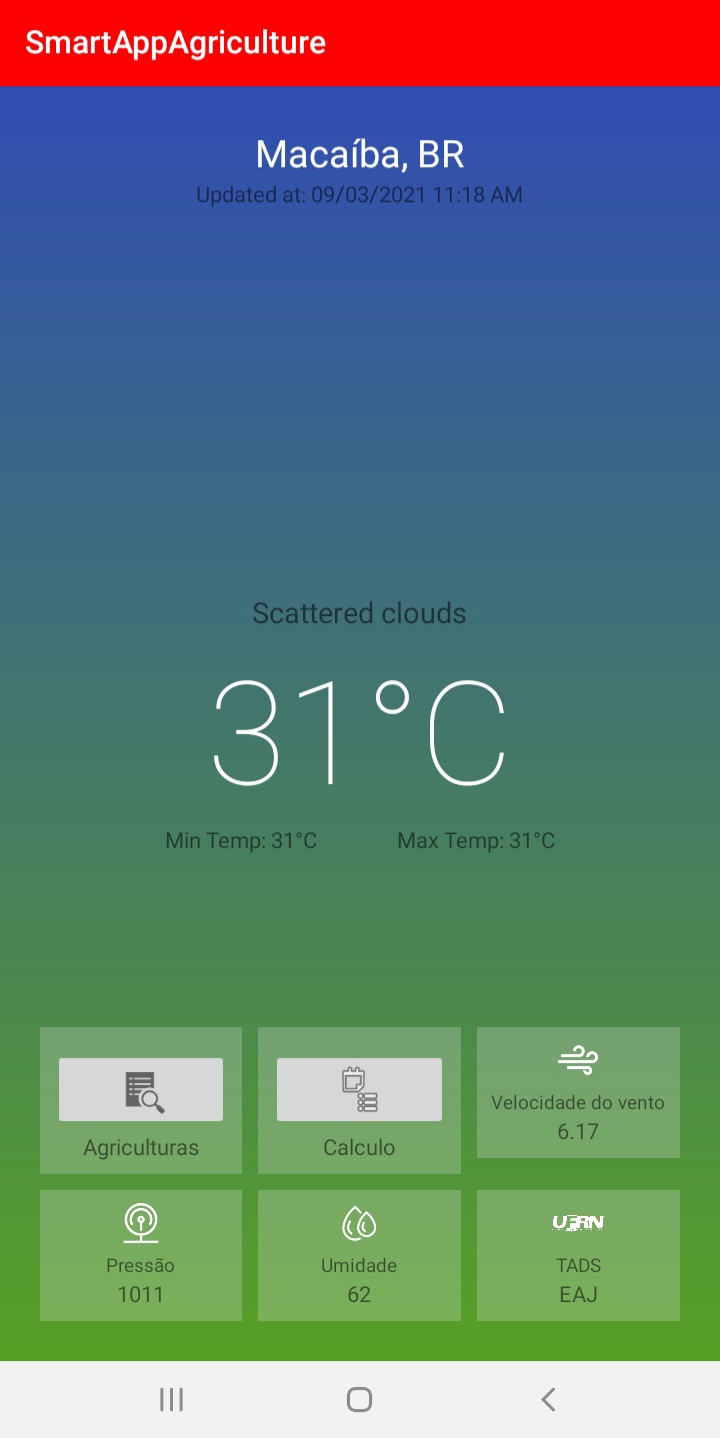 SmartAppAgriculture
Macaíba, BR
Updated at: 09/03/2021 11:18 AM
Scattered clouds
31°C
Min Temp: 31°C
Max Temp: 31°C
Agriculturas
Calculo
Velocidade do vento
6.17
Pressão
1011
Umidade
62
UFRN
TADS
EAJ